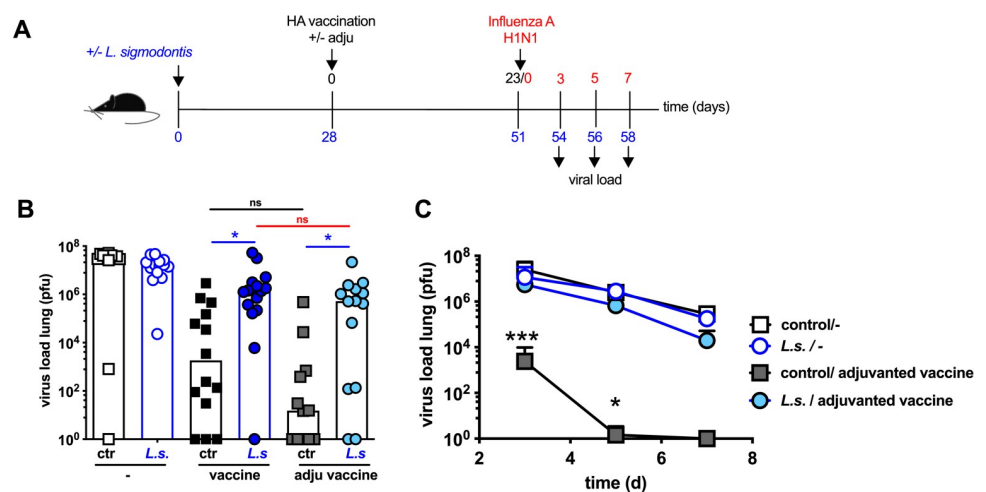 A
+/- L. sigmodontis
HA vaccination
+/- adju
Influenza A
H1N1
0
23/0
3
5
7
time (days)
0
28
51
54
56
58
viral load
B
ns
ns
*
*
virus load lung (pfu)
10^8
10^6
10^4
10^2
10^0
ctr
L.s.
ctr
L.s
ctr
L.s
-
vaccine
adju vaccine
C
virus load lung (pfu)
10^8
10^6
10^4
10^2
10^0
***
*
2
4
6
8
time (d)
control/-
L.s. / -
control/ adjuvanted vaccine
L.s. / adjuvanted vaccine